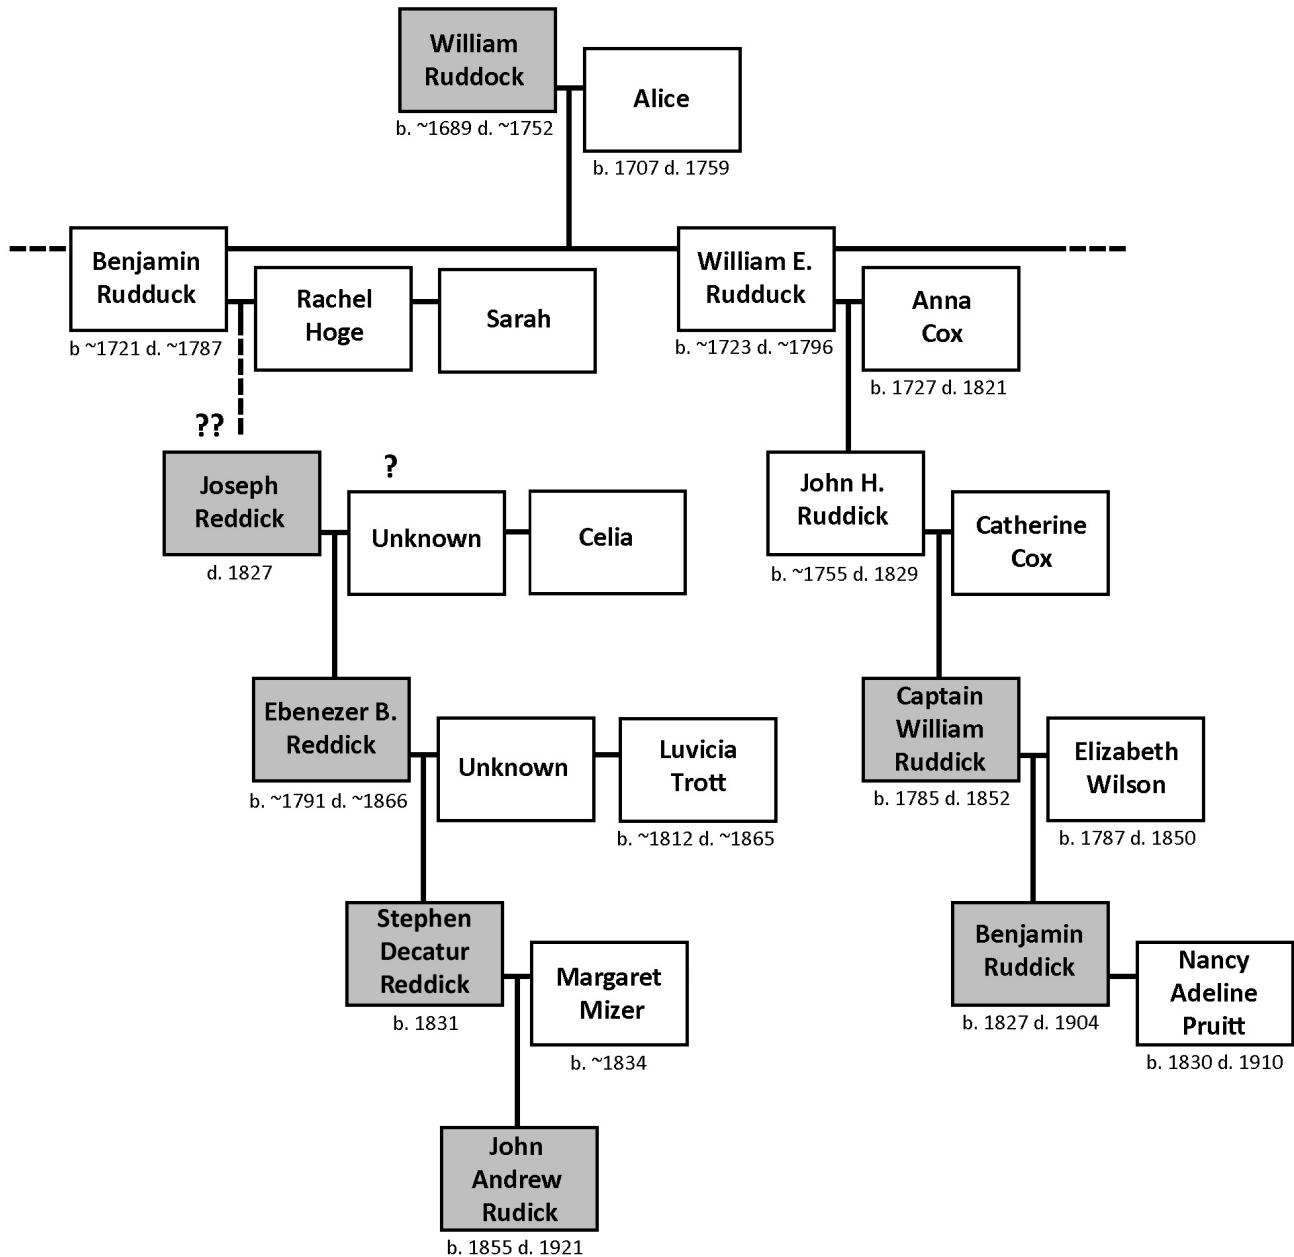 William
Ruddock
b. ~1689 d. ~1752
Alice
b. 1707 d. 1759
Benjamin
Rudduck
b ~1721 d. ~1787
Rachel
Hoge
Sarah
William E.
Rudduck
b. ~1723 d. ~1796
Anna
Cox
b. 1727 d. 1821
??
Joseph
Reddick
d. 1827
?
Unknown
Celia
John H.
Ruddick
b. ~1755 d. 1829
Catherine
Cox
Ebenezer B.
Reddick
b. ~1791 d. ~1866
Unknown
Luvicia
Trott
b. ~1812 d. ~1865
Captain
William
Ruddick
b. 1785 d. 1852
Elizabeth
Wilson
b. 1787 d. 1850
Stephen
Decatur
Reddick
b. 1831
Margaret
Mizer
b. ~1834
Benjamin
Ruddick
b. 1827 d. 1904
Nancy
Adeline
Pruitt
b. 1830 d. 1910
John
Andrew
Rudick
b. 1855 d. 1921